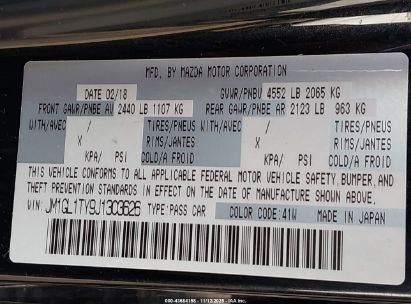 MFD. BY MAZDA MOTOR CORPORATION
DATE 02/18 GVWR/PNBV 4552 LB 2065 KG
FRONT GAWR/PNBE AV 2440 LB 1107 KG REAR GAWR/PNBE AR 2123 LB 963 KG
WITH/AVEC / TIRES/PNEUS WITH/AVEC / TIRES/PNEUS
X RIMS/JANTES X RIMS/JANTES
KPA/ PSI COLD/A FROID KPA/ PSI COLD/A FROID
THIS VEHICLE CONFORMS TO ALL APPLICABLE FEDERAL MOTOR VEHICLE SAFETY, BUMPER, AND
THEFT PREVENTION STANDARDS IN EFFECT ON THE DATE OF MANUFACTURE SHOWN ABOVE.
VIN: JM1GL1TY9J1303625 TYPE:PASS CAR COLOR CODE: 41W MADE IN JAPAN